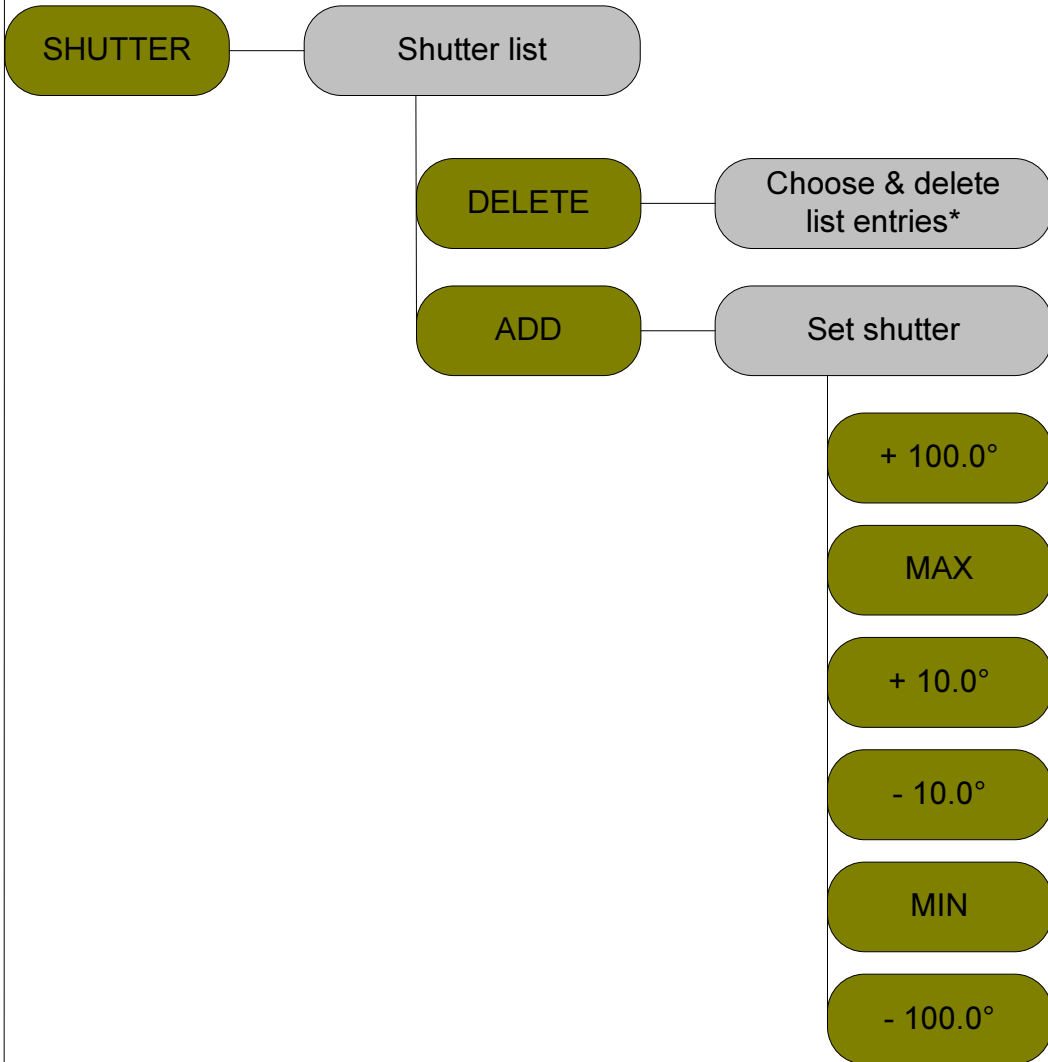 SHUTTER
Shutter list
DELETE
Choose & delete
list entries*
ADD
Set shutter
+ 100.0°
MAX
+ 10.0°
- 10.0°
MIN
- 100.0°